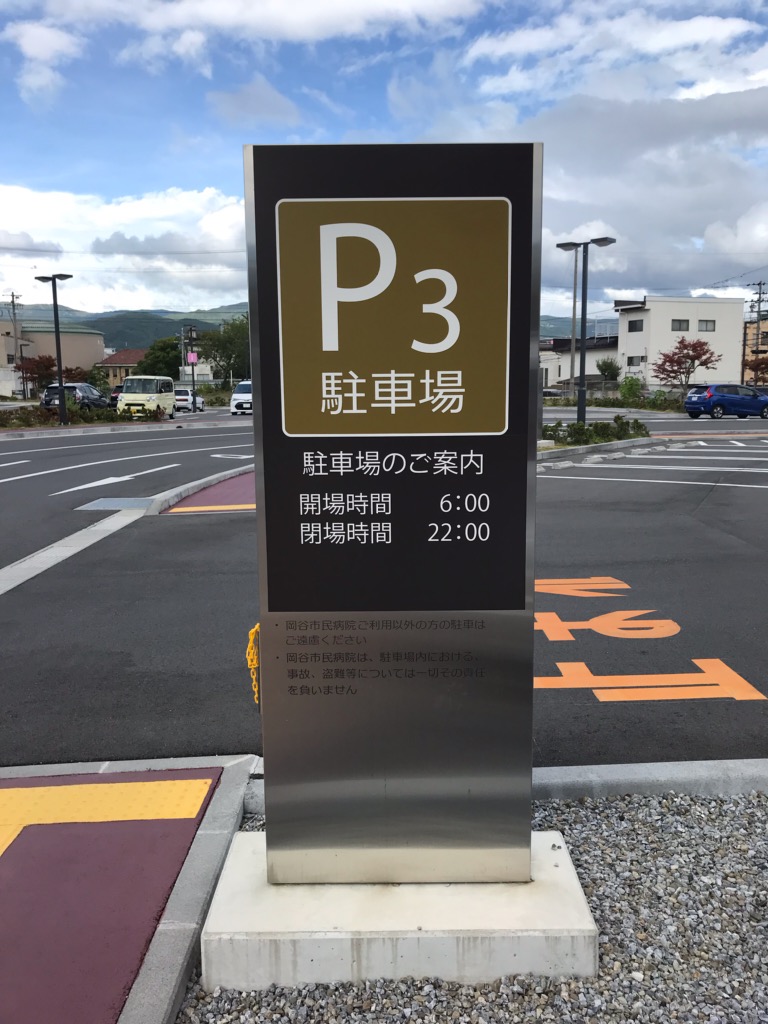 P3
駐車場
駐車場のご案内
開場時間 6:00
閉場時間 22:00
・岡谷市民病院ご利用以外の方の駐車は
ご遠慮ください
・岡谷市民病院は、駐車場内における、
事故、盗難等については一切その責任
を負いません